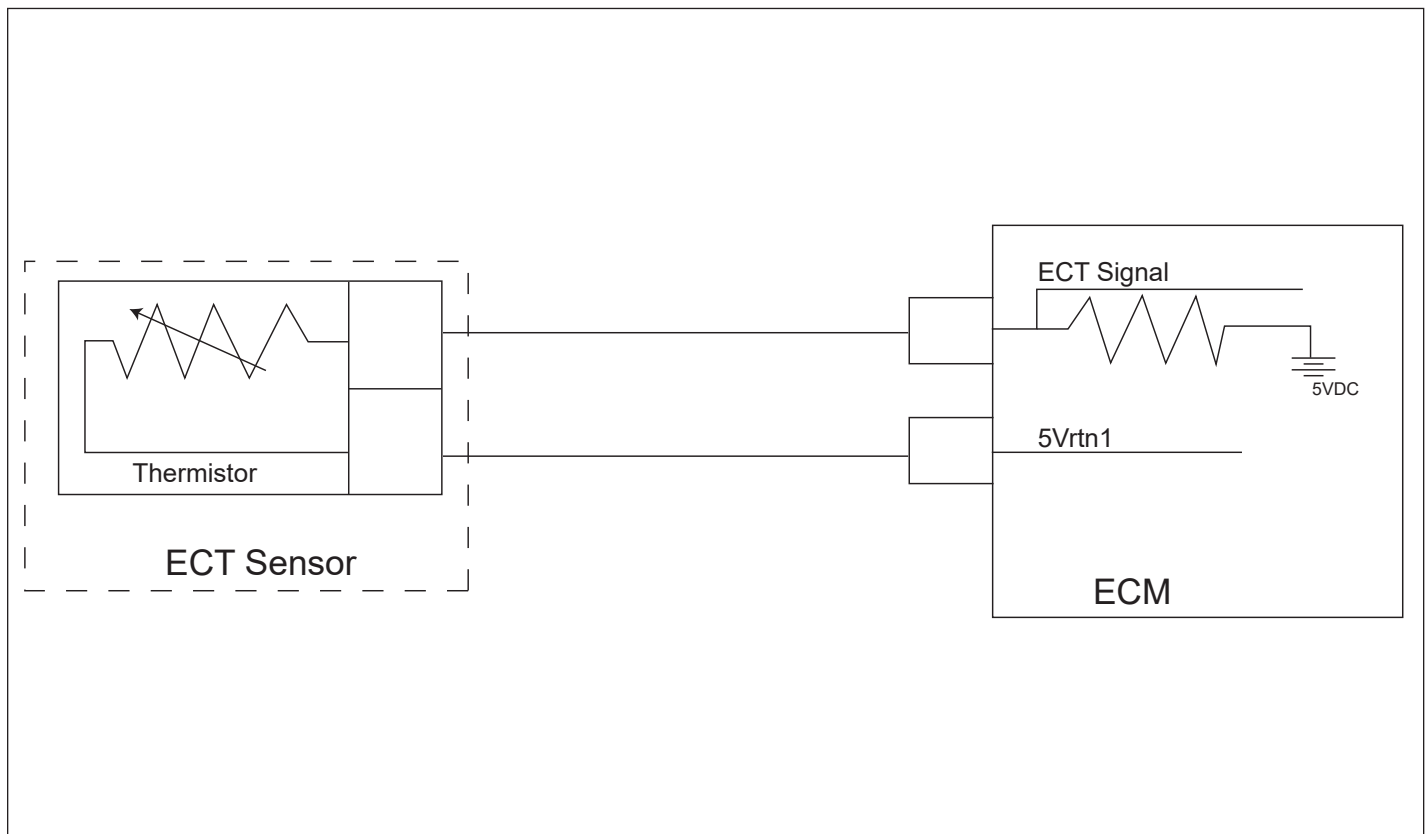 ECT Signal
5VDC
5Vrtn1
Thermistor
ECT Sensor
ECM